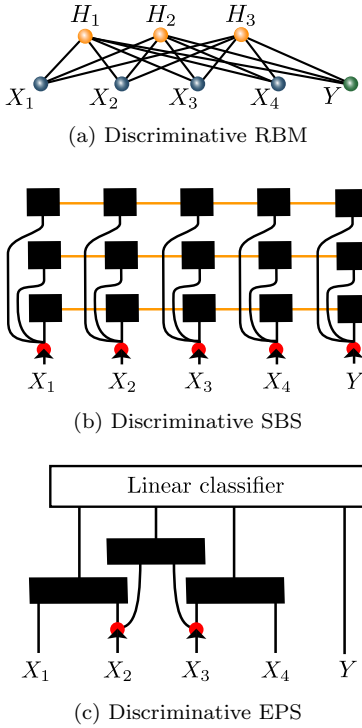 H₁ H₂ H₃
X₁ X₂ X₃ X₄ Y
(a) Discriminative RBM
X₁ X₂ X₃ X₄ Y
(b) Discriminative SBS
Linear classifier
X₁ X₂ X₃ X₄ Y
(c) Discriminative EPS